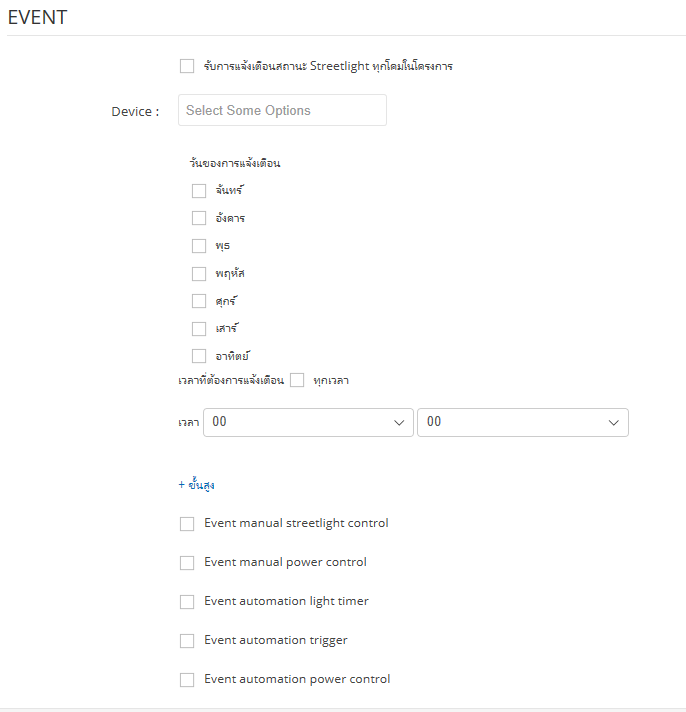 EVENT
รับการแจ้งเตือนสถานะ Streetlight ทุกโคมในโครงการ
Device :
Select Some Options
วันของการแจ้งเตือน
จันทร์
อังคาร
พุธ
พฤหัส
ศุกร์
เสาร์
อาทิตย์
เวลาที่ต้องการแจ้งเตือน ทุกเวลา
เวลา 00 00
+ ขั้นสูง
Event manual streetlight control
Event manual power control
Event automation light timer
Event automation trigger
Event automation power control